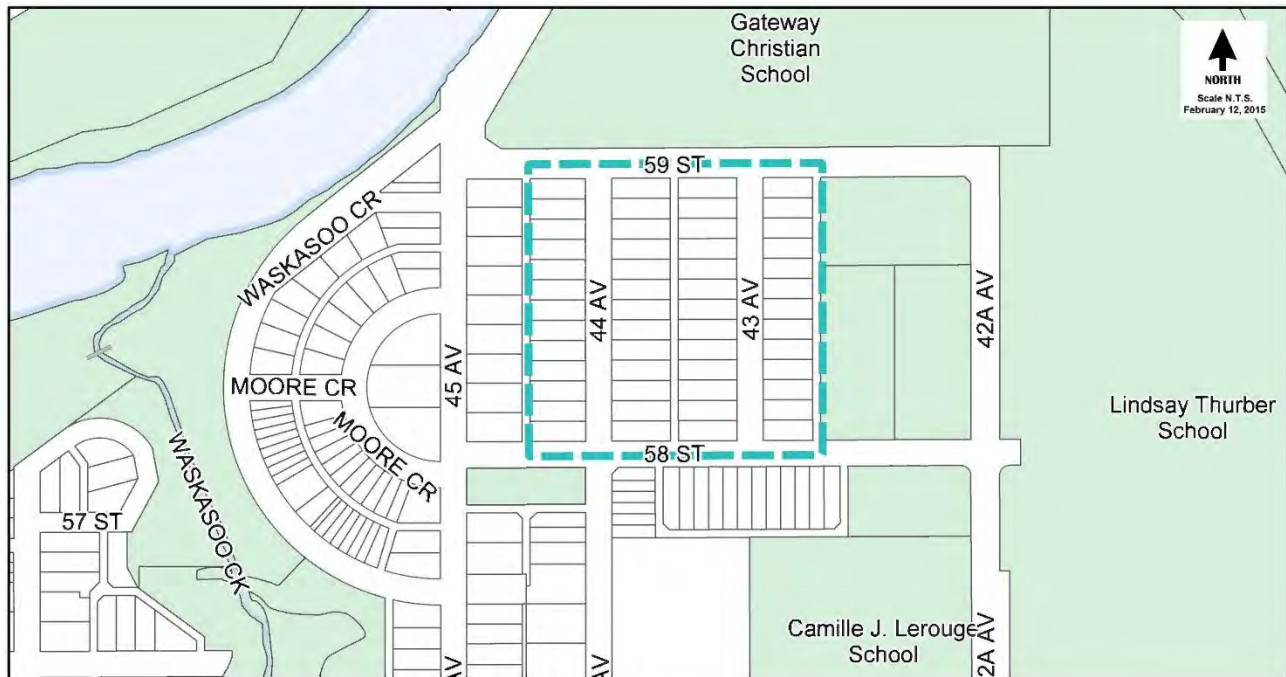 Gateway
Christian
School
NORTH
Scale N.T.S.
February 12, 2015
59 ST
WASKASOO CR
44 AV
43 AV
42A AV
45 AV
MOORE CR
MOORE CR
Lindsay Thurber
School
58 ST
WASKASOO CK
57 ST
Camille J. Lerouge
School
AV
AV
2A AV